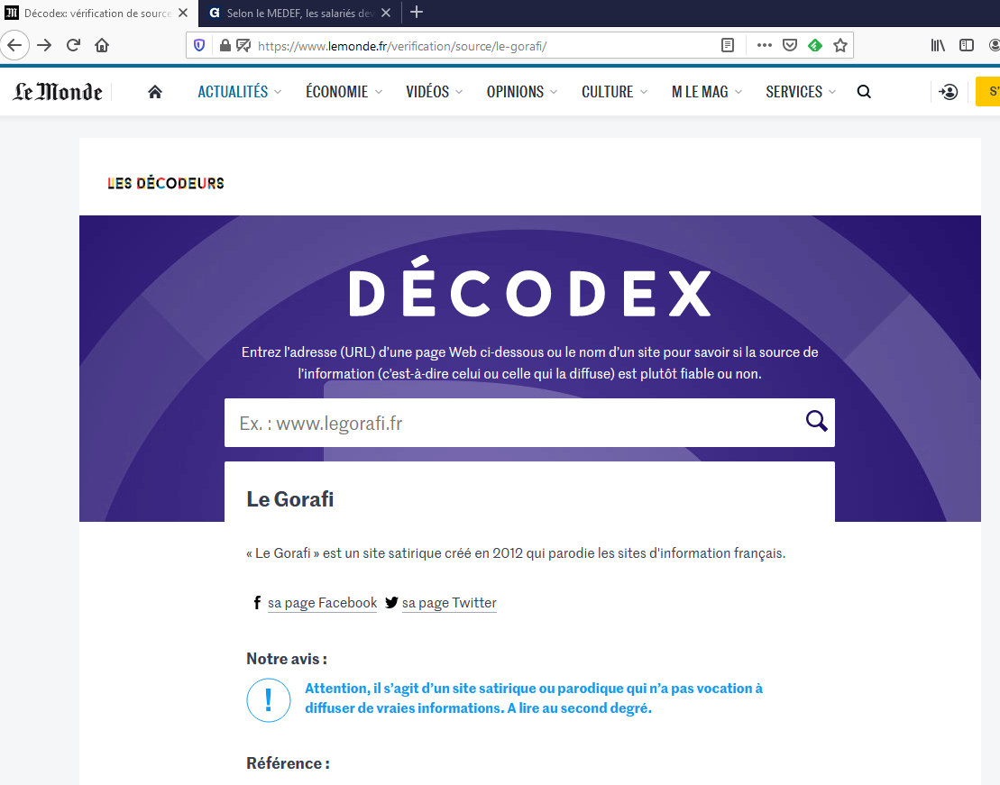 Décodex: vérification de source
Selon le MEDEF, les salariés dev
https://www.lemonde.fr/verification/source/le-gorafi/
Le Monde
ACTUALITÉS
ÉCONOMIE
VIDÉOS
OPINIONS
CULTURE
M LE MAG
SERVICES
S'
LES DÉCODEURS
DÉCODEX
Entrez l'adresse (URL) d'une page Web ci-dessous ou le nom d'un site pour savoir si la source de
l'information (c'est-à-dire celui ou celle qui la diffuse) est plutôt fiable ou non.
Ex. : www.legorafi.fr
Le Gorafi
« Le Gorafi » est un site satirique créé en 2012 qui parodie les sites d'information français.
sa page Facebook sa page Twitter
Notre avis :
Attention, il s’agit d’un site satirique ou parodique qui n’a pas vocation à
diffuser de vraies informations. A lire au second degré.
Référence :